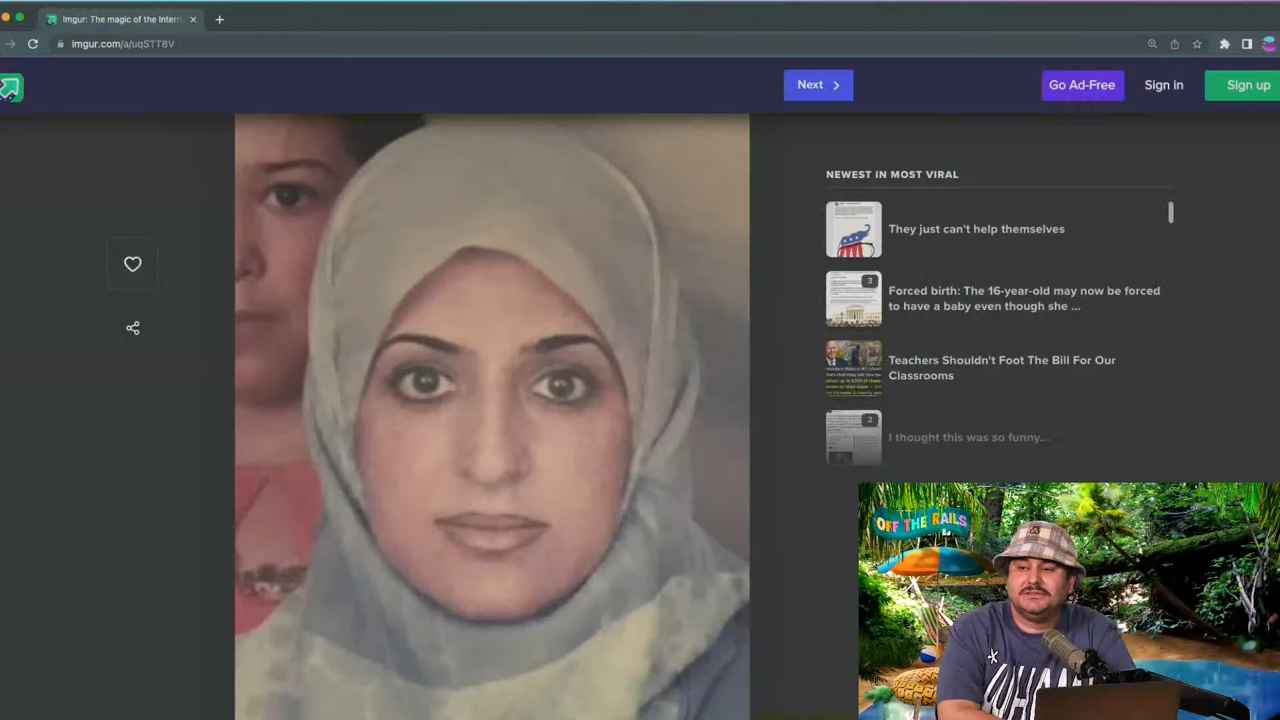 Imgur: The magic of the Intern
imgur.com/a/uqSTT8V
Next
Go Ad-Free
Sign in
Sign up
NEWEST IN MOST VIRAL
They just can't help themselves
3
Forced birth: The 16-year-old may now be forced
to have a baby even though she ...
Teachers Shouldn't Foot The Bill For Our
Classrooms
2
I thought this was so funny...
OFF THE RAILS